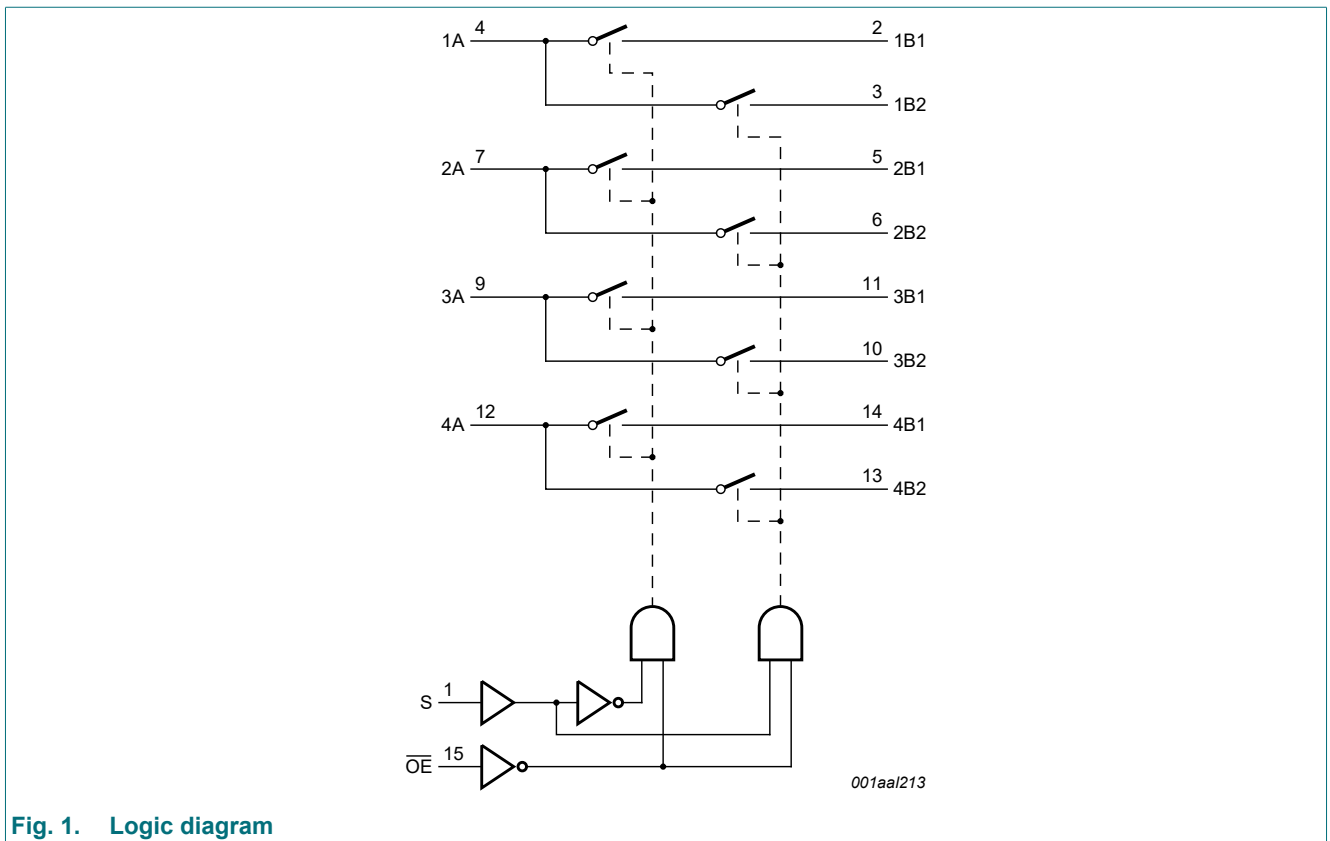 1A 4 2 1B1
3 1B2
2A 7 5 2B1
6 2B2
3A 9 11 3B1
10 3B2
4A 12 14 4B1
13 4B2
S 1
O̅E̅ 15
001aal213
Fig. 1. Logic diagram